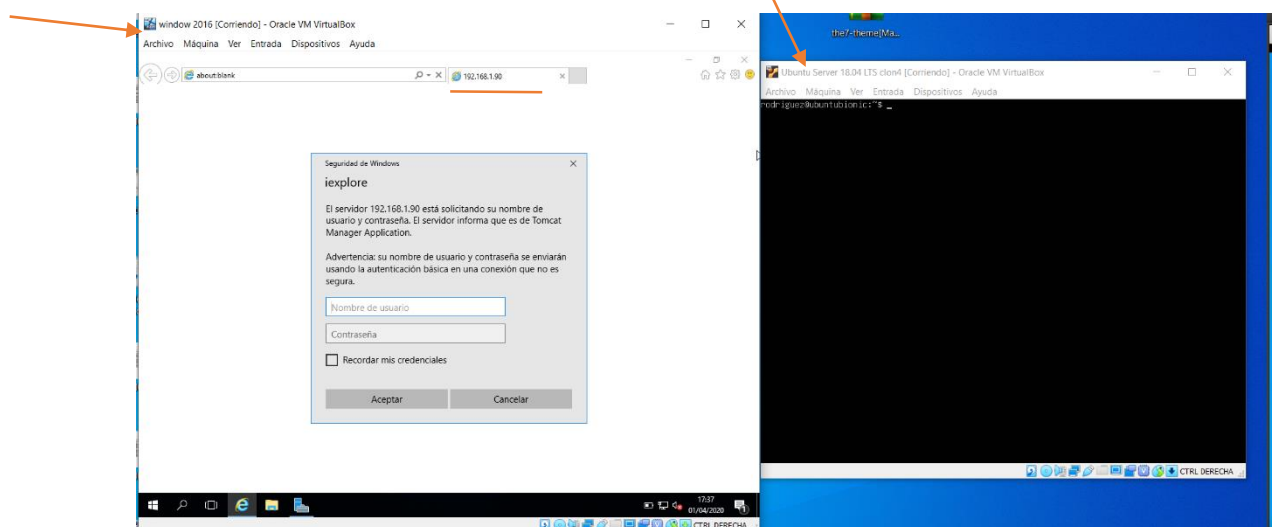 window 2016 [Corriendo] - Oracle VM VirtualBox
Archivo Máquina Ver Entrada Dispositivos Ayuda
about:blank
192.168.1.90
Seguridad de Windows
iexplore
El servidor 192.168.1.90 está solicitando su nombre de
usuario y contraseña. El servidor informa que es de Tomcat
Manager Application.
Advertencia: su nombre de usuario y contraseña se enviarán
usando la autenticación básica en una conexión que no es
segura.
Nombre de usuario
Contraseña
Recordar mis credenciales
Aceptar
Cancelar
17:37
01/04/2020
CTRL DERECHA
the7-theme(Ma...
Ubuntu Server 18.04 LTS clon4 [Corriendo] - Oracle VM VirtualBox
Archivo Máquina Ver Entrada Dispositivos Ayuda
rodriguez@ubuntubionic:~$ _
CTRL DERECHA